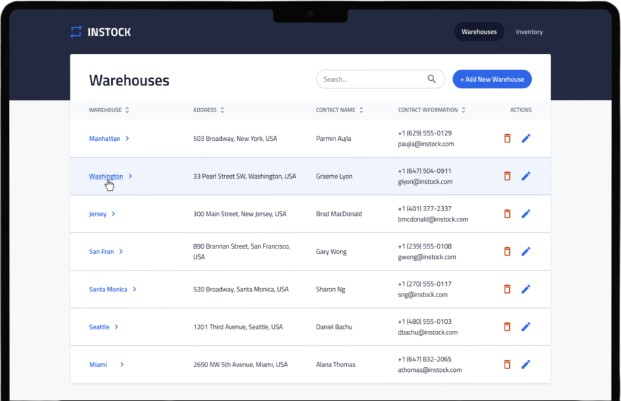 INSTOCK
Warehouses
Inventory
Warehouses
Search...
+ Add New Warehouse
WAREHOUSE
ADDRESS
CONTACT NAME
CONTACT INFORMATION
ACTIONS
Manhattan
503 Broadway, New York, USA
Parmin Aujla
+1 (629) 555-0129
paujla@instock.com
Washington
33 Pearl Street SW, Washington, USA
Graeme Lyon
+1 (647) 504-0911
glyon@instock.com
Jersey
300 Main Street, New Jersey, USA
Brad MacDonald
+1 (401) 377-2337
bmcdonald@instock.com
San Fran
890 Brannan Street, San Francisco,
USA
Gary Wong
+1 (239) 555-0108
gwong@instock.com
Santa Monica
520 Broadway, Santa Monica, USA
Sharon Ng
+1 (270) 555-0117
sng@instock.com
Seattle
1201 Third Avenue, Seattle, USA
Daniel Bachu
+1 (480) 555-0103
dbachu@instock.com
Miami
2650 NW 5th Avenue, Miami, USA
Alana Thomas
+1 (647) 832-2065
athomas@instock.com